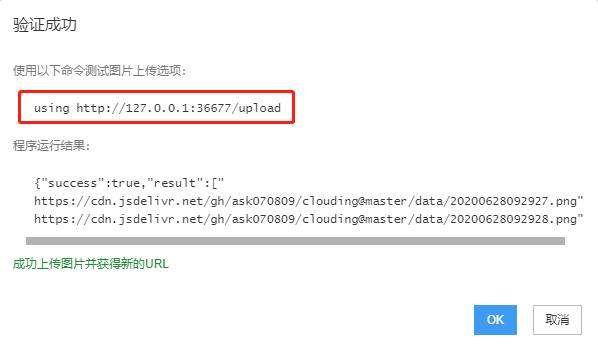 验证成功
使用以下命令测试图片上传选项:
using http://127.0.0.1:36677/upload
程序运行结果:
{"success":true,"result":["
https://cdn.jsdelivr.net/gh/ask070809/clouding@master/data/20200628092927.png"
https://cdn.jsdelivr.net/gh/ask070809/clouding@master/data/20200628092928.png"
成功上传图片并获得新的URL
OK 取消